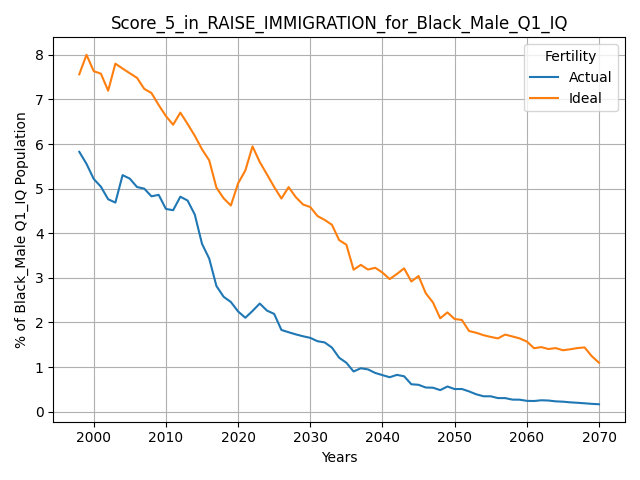 Score_5_in_RAISE_IMMIGRATION_for_Black_Male_Q1_IQ
Fertility
Actual
Ideal
% of Black_Male Q1_IQ Population
8
7
6
5
4
3
2
1
0
2000 2010 2020 2030 2040 2050 2060 2070
Years